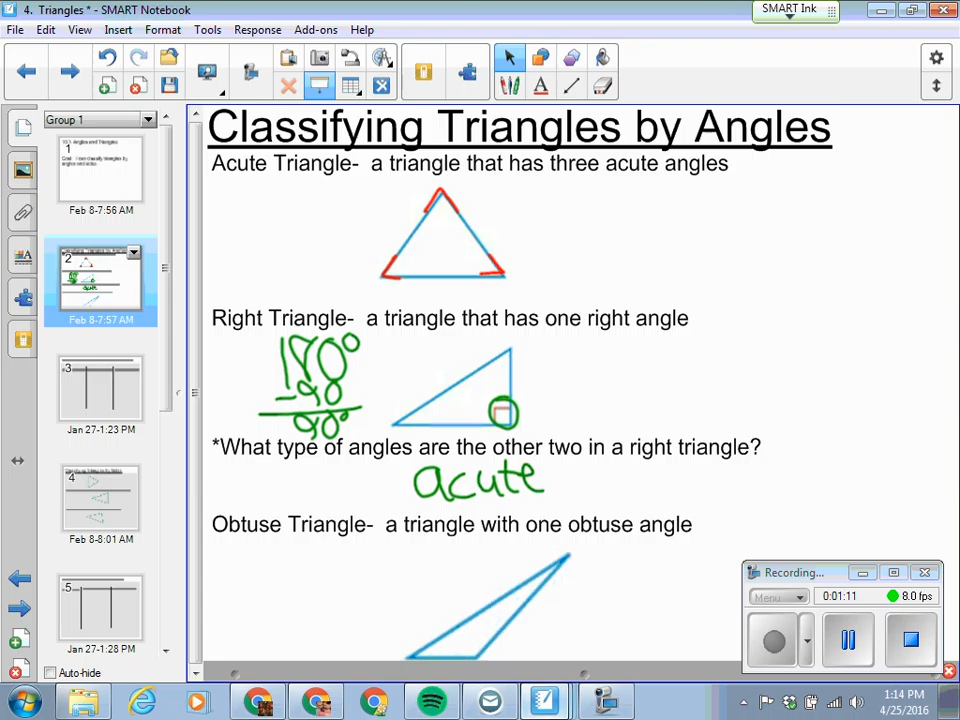 4. Triangles * - SMART Notebook
SMART Ink
File Edit View Insert Format Tools Response Add-ons Help
Group 1
1
Feb 8-7:56 AM
2
Feb 8-7:57 AM
3
Jan 27-1:23 PM
4
Feb 8-8:01 AM
5
Jan 27-1:28 PM
Auto-hide
Classifying Triangles by Angles
Acute Triangle- a triangle that has three acute angles
Right Triangle- a triangle that has one right angle
180°
-90
90°
*What type of angles are the other two in a right triangle?
acute
Obtuse Triangle- a triangle with one obtuse angle
Recording...
Menu
0:01:11
8.0 fps
1:14 PM
4/25/2016